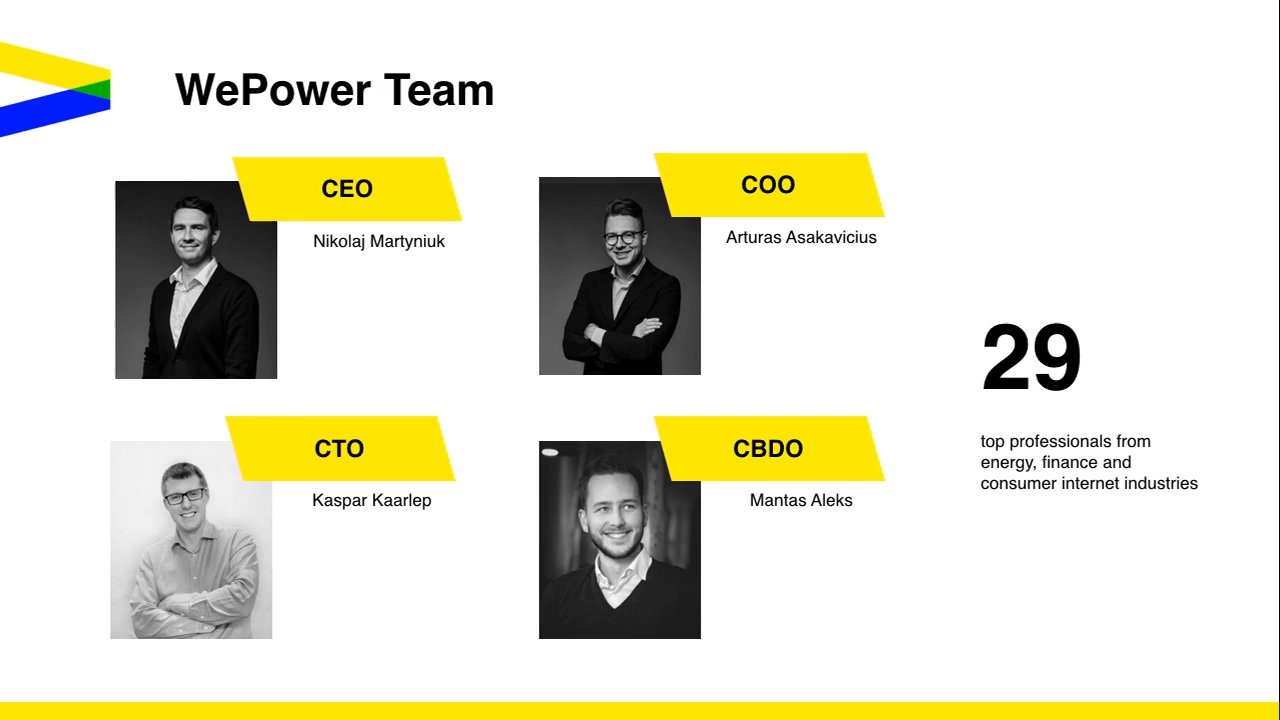 WePower Team
CEO
Nikolaj Martyniuk
COO
Arturas Asakavicius
CTO
Kaspar Kaarlep
CBDO
Mantas Aleks
29
top professionals from
energy, finance and
consumer internet industries